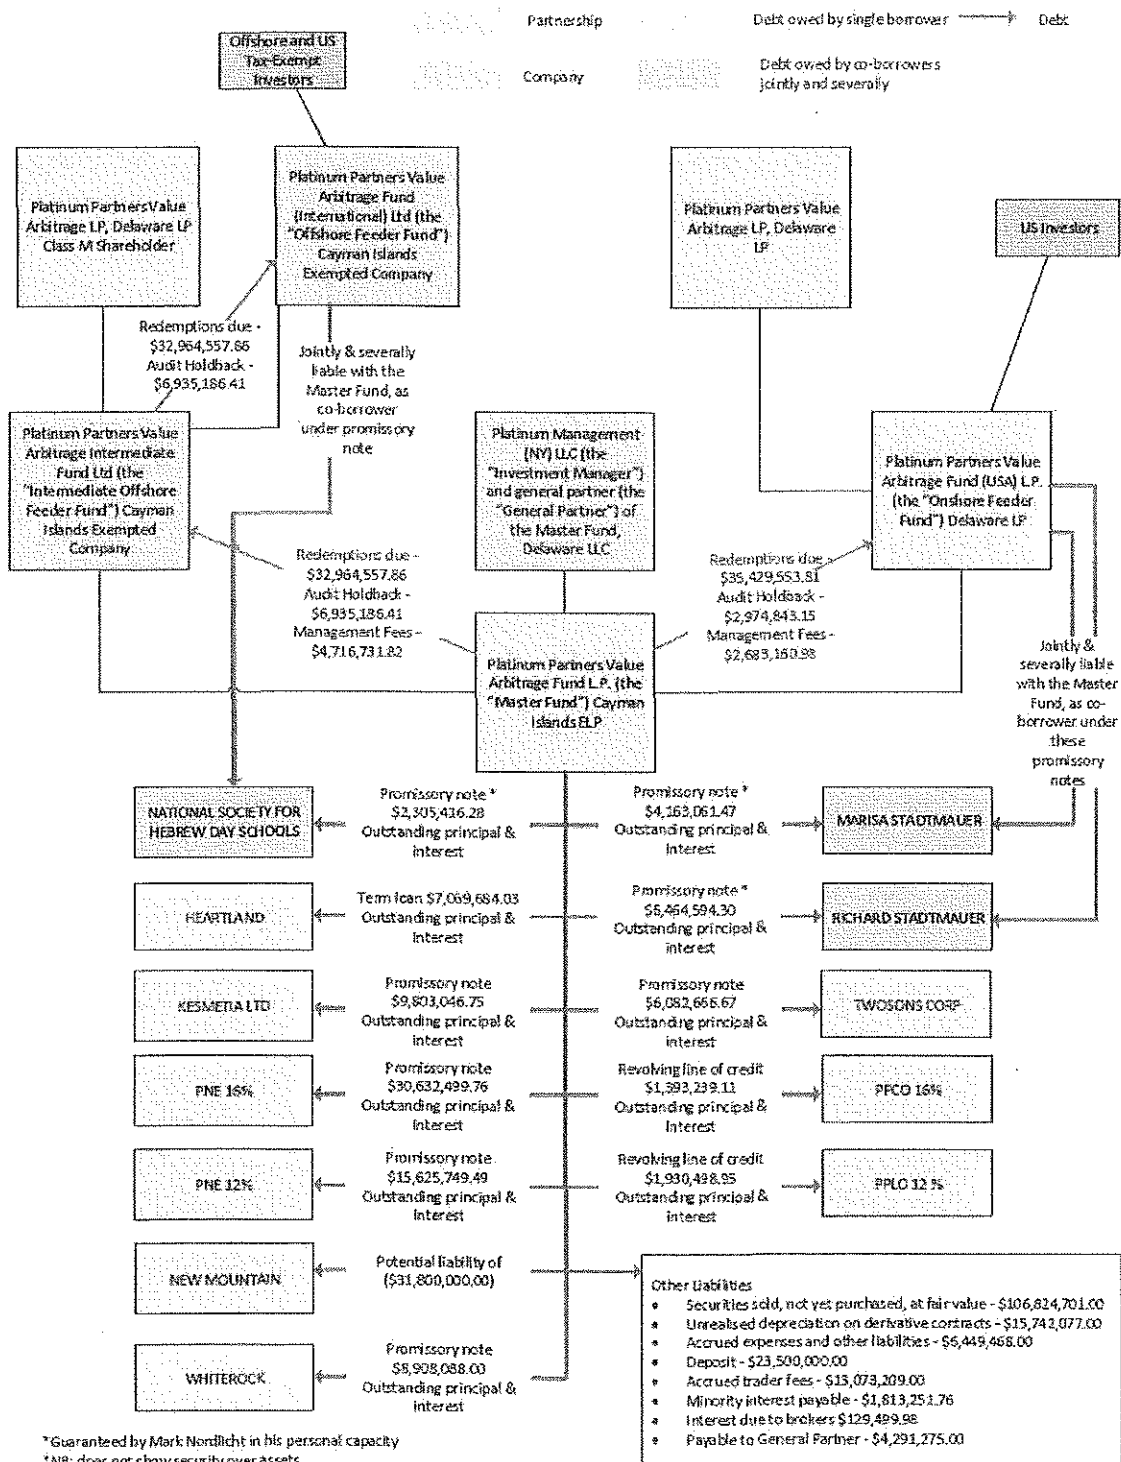 Partnership
Debt owed by single borrower
Debt
Company
Debt owed by co-borrowers
jointly and severally
Offshore and US
Tax-Exempt
Investors
Platinum Partners Value
Arbitrage LP, Delaware LP
Class M Shareholder
Platinum Partners Value
Arbitrage Fund
(International) Ltd (the
"Offshore Feeder Fund")
Cayman Islands
Exempted Company
Platinum Partners Value
Arbitrage LP, Delaware
LP
US Investors
Redemptions due -
$32,964,557.86
Audit Holdback -
$6,935,186.41
Jointly & severally
liable with the
Master Fund, as
co-borrower
under promissory
note
Platinum Partners Value
Arbitrage Intermediate
Fund Ltd (the
"Intermediate Offshore
Feeder Fund") Cayman
Islands Exempted
Company
Platinum Management
(NY) LLC (the
"Investment Manager")
and general partner (the
"General Partner") of
the Master Fund,
Delaware LLC
Platinum Partners Value
Arbitrage Fund (USA) L.P.
(the "Onshore Feeder
Fund") Delaware LP
Redemptions due -
$32,964,557.86
Audit Holdback -
$6,935,186.41
Management Fees -
$4,716,731.82
Redemptions due -
$35,429,553.81
Audit Holdback -
$2,974,843.15
Management Fees -
Platinum Partners Value
Arbitrage Fund L.P. (the
"Master Fund") Cayman
Islands ELP
Jointly &
severally liable
with the Master
Fund, as co-
borrower under
these
promissory
notes
NATIONAL SOCIETY FOR
HEBREW DAY SCHOOLS
Promissory note *
$2,305,416.28
Outstanding principal &
interest
Promissory note *
$4,163,061.47
Outstanding principal &
interest
MARISA STADTMAUER
HEARTLAND
Term loan $7,069,684.03
Outstanding principal &
interest
Promissory note *
Outstanding principal &
interest
RICHARD STADTMAUER
KESMETIA LTD
Promissory note
$9,803,046.75
Outstanding principal &
interest
Promissory note
$6,082,666.67
Outstanding principal &
interest
TWOSONS CORP
PNE 16%
Promissory note
$30,632,499.76
Outstanding principal &
interest
Revolving line of credit
$1,393,239.11
Outstanding principal &
interest
16%
PNE 12%
Promissory note
$15,625,749.49
Outstanding principal &
interest
Revolving line of credit
$1,930,498.95
Outstanding principal &
interest
12 %
NEW MOUNTAIN
Potential liability of
($31,800,000.00)
WHITEROCK
Promissory note
Outstanding principal &
interest
Other Liabilities
• Securities sold, not yet purchased, at fair value - $106,824,701.00
• Unrealised depreciation on derivative contracts - $15,742,077.00
• Accrued expenses and other liabilities - $6,449,468.00
• Deposit - $23,500,000.00
• Accrued trader fees - $13,073,209.00
• Minority interest payable - $1,813,251.76
• Interest due to brokers $129,499.98
• Payable to General Partner - $4,291,275.00
*Guaranteed by Mark Nordlicht in his personal capacity
*NB: does not show security over assets